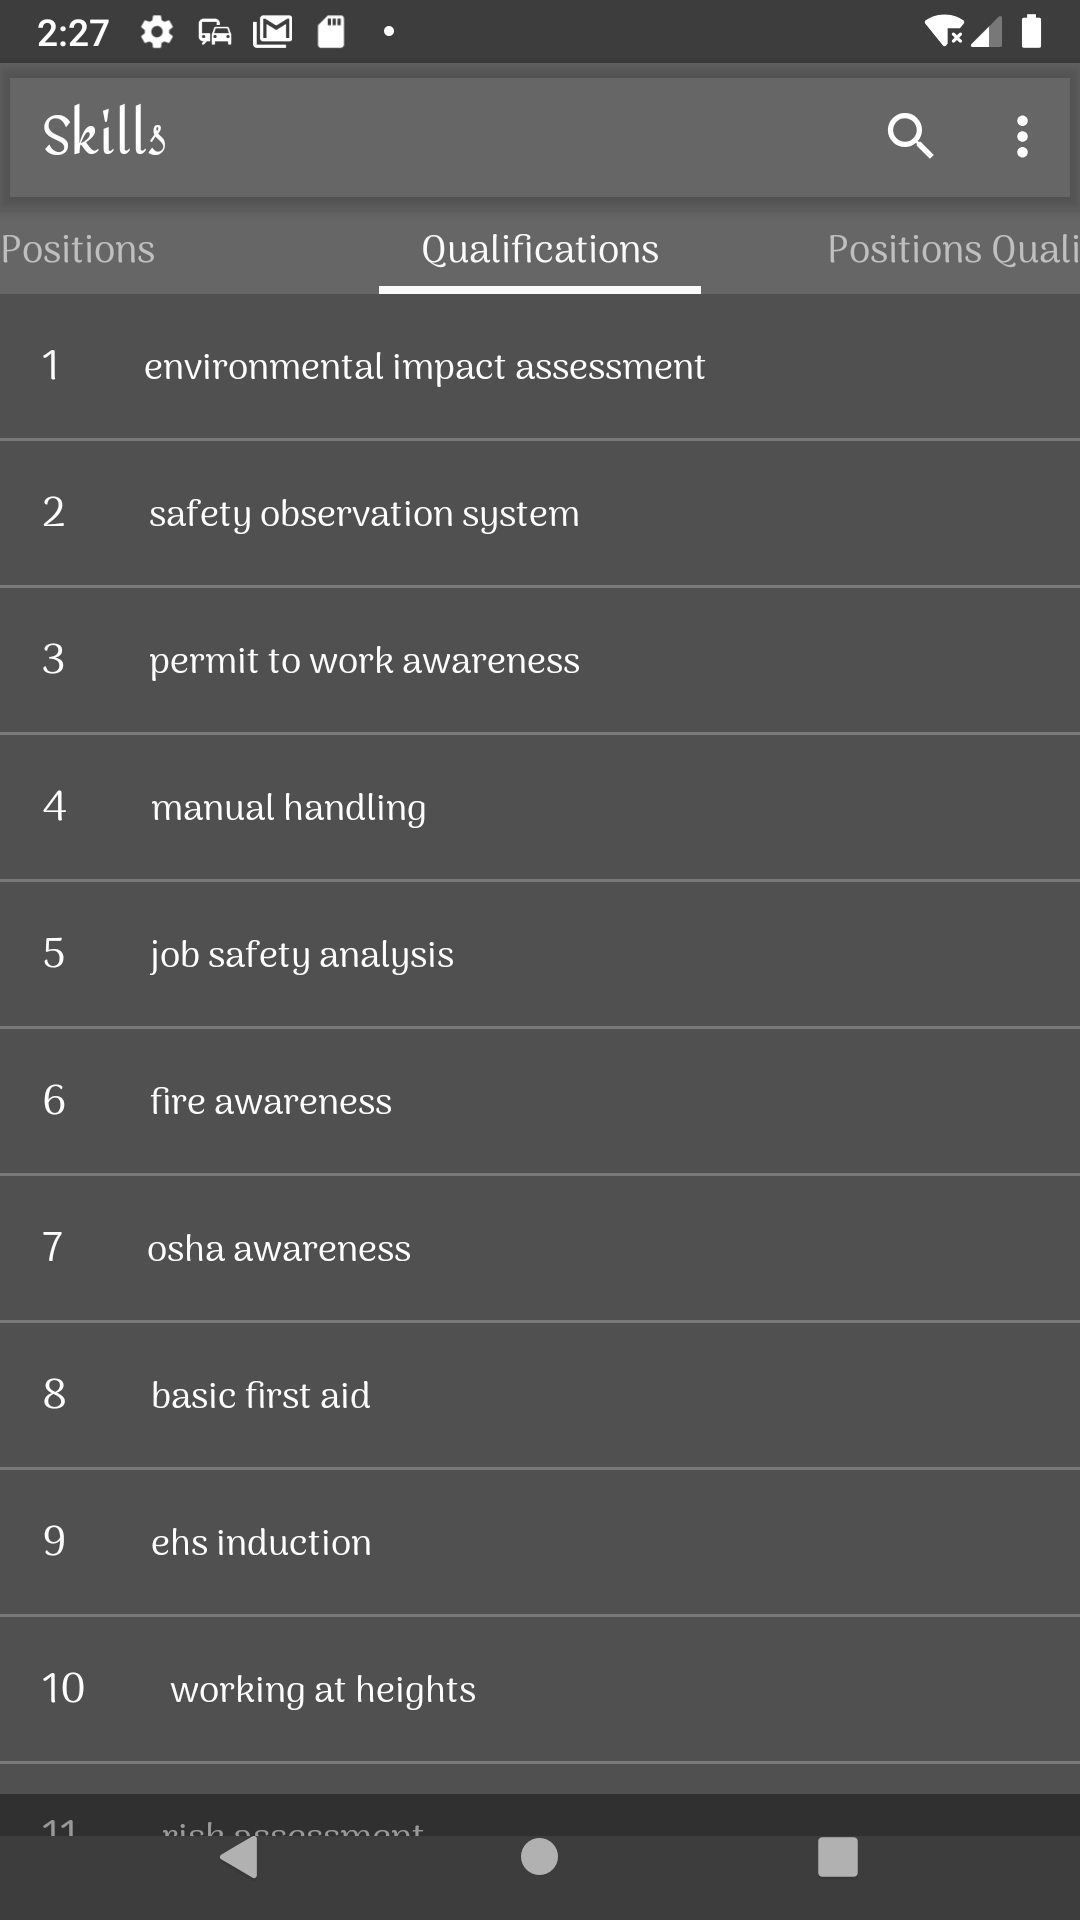 2:27
Skills
Positions
Qualifications
Positions Quali
1 environmental impact assessment
2 safety observation system
3 permit to work awareness
4 manual handling
5 job safety analysis
6 fire awareness
7 osha awareness
8 basic first aid
9 ehs induction
10 working at heights
11 risk assessment